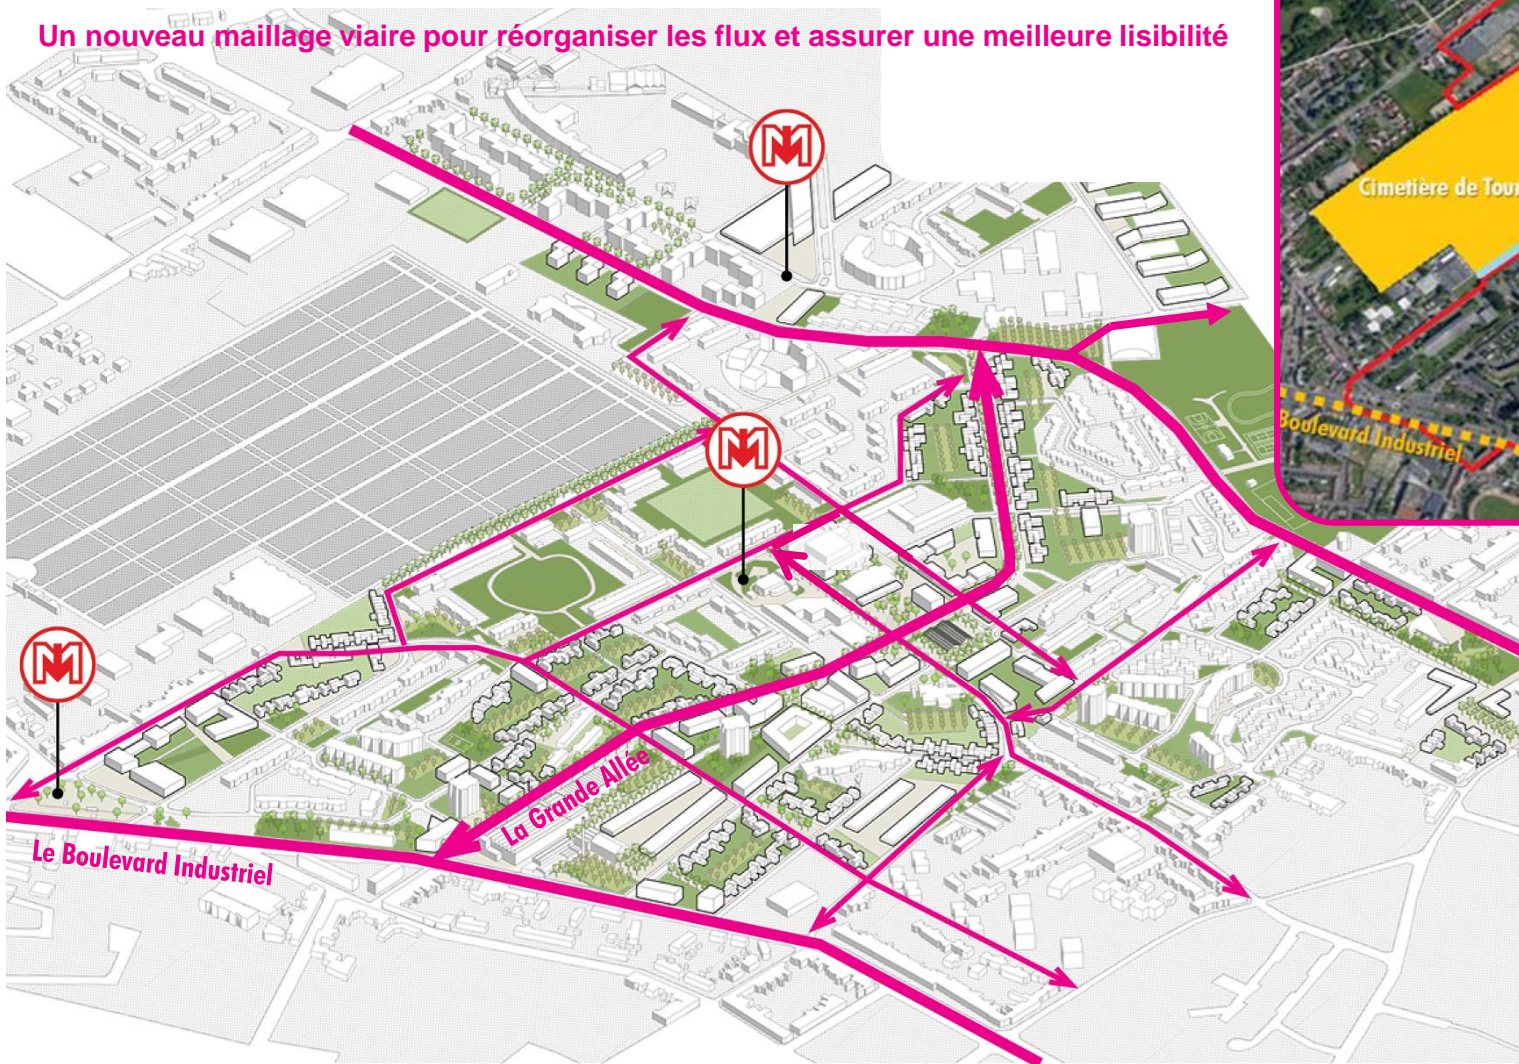 Un nouveau maillage viaire pour réorganiser les flux et assurer une meilleure lisibilité
M
Cimetière de Tour
M
Boulevard Industriel
M
La Grande Allée
Le Boulevard Industriel